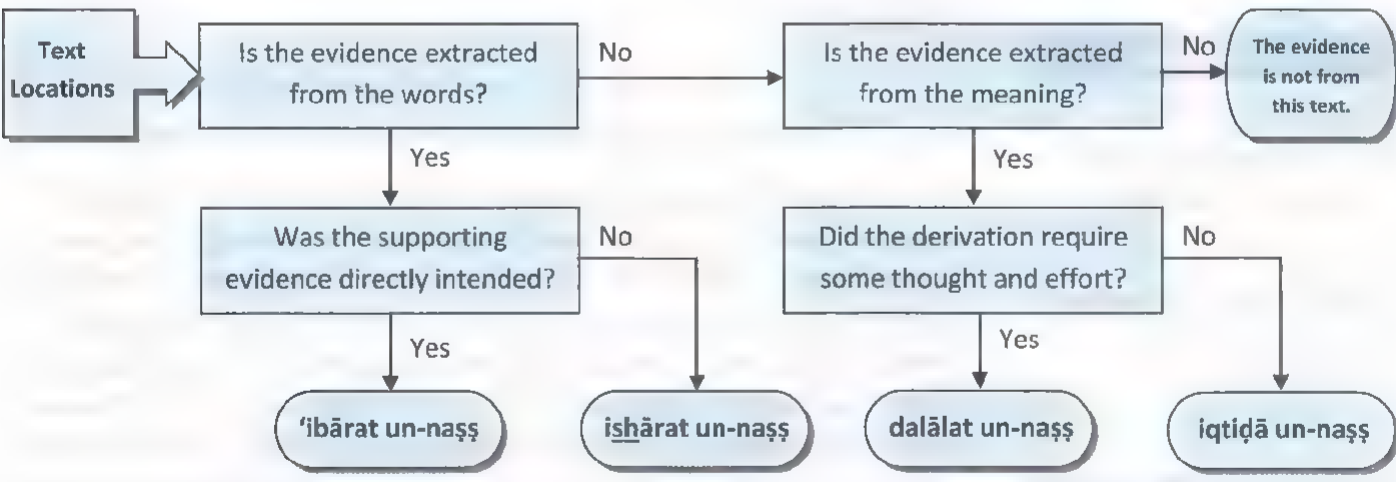 Text
Locations
Is the evidence extracted
from the words?
No
Is the evidence extracted
from the meaning?
No
The evidence
is not from
this text.
Yes
Yes
Was the supporting
evidence directly intended?
No
Did the derivation require
some thought and effort?
No
Yes
Yes
‘ibārat un-naṣṣ
ishārat un-naṣṣ
dalālat un-naṣṣ
iqtiḍā un-naṣṣ